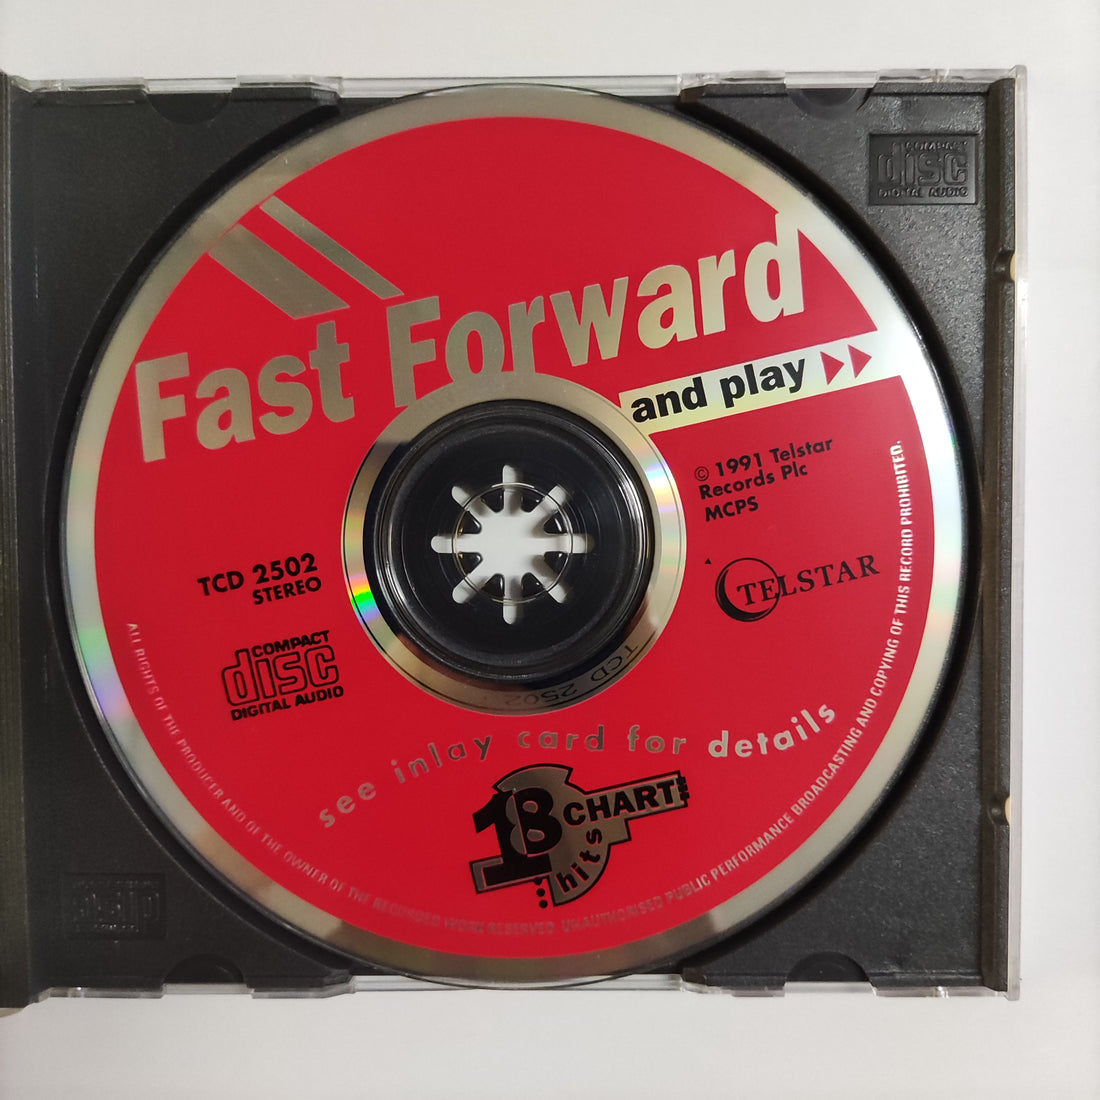 COMPACT
disc
DIGITAL AUDIO
Fast Forward
and play
© 1991 Telstar
Records Plc
MCPS
TCD 2502
STEREO
TELSTAR
COMPACT
disc
DIGITAL AUDIO
TCD 2502
see inlay card for details
18 CHART
hits
ALL RIGHTS OF THE PRODUCER AND OF THE OWNER OF THE RECORDED WORK RESERVED UNAUTHORISED PUBLIC PERFORMANCE BROADCASTING AND COPYING OF THIS RECORD PROHIBITED.